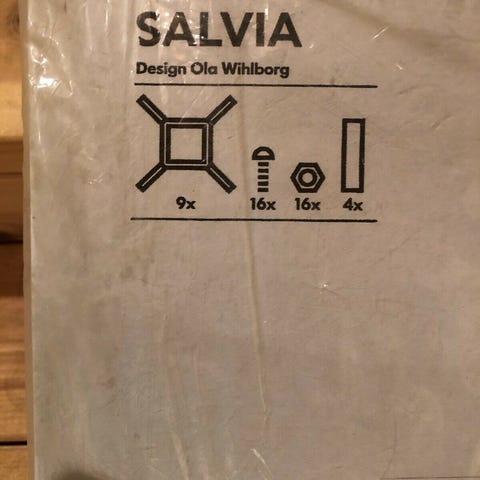 SALVIA
Design Ola Wihlborg
9x 16x 16x 4x